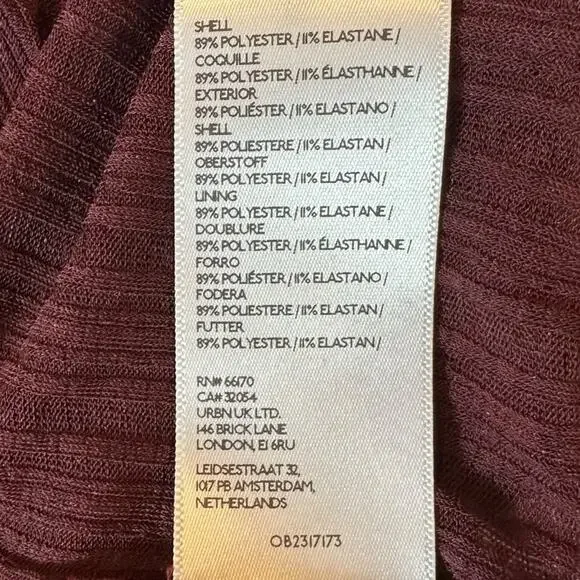 SHELL
89% POLYESTER / 11% ELASTANE /
COQUILLE
89% POLYESTER / 11% ÉLASTHANNE /
EXTERIOR
89% POLIÉSTER / 11% ELASTANO /
SHELL
89% POLIESTERE / 11% ELASTAN /
OBERSTOFF
89% POLYESTER / 11% ELASTAN /
LINING
89% POLYESTER / 11% ELASTANE /
DOUBLURE
89% POLYESTER / 11% ÉLASTHANNE /
FORRO
89% POLIÉSTER / 11% ELASTANO /
FODERA
89% POLIESTERE / 11% ELASTAN /
FUTTER
89% POLYESTER / 11% ELASTAN /
RN# 66170
CA# 32054
URBN UK LTD.
146 BRICK LANE
LONDON, E1 6RU
LEIDSESTRAAT 32,
1017 PB AMSTERDAM,
NETHERLANDS
OB2317173